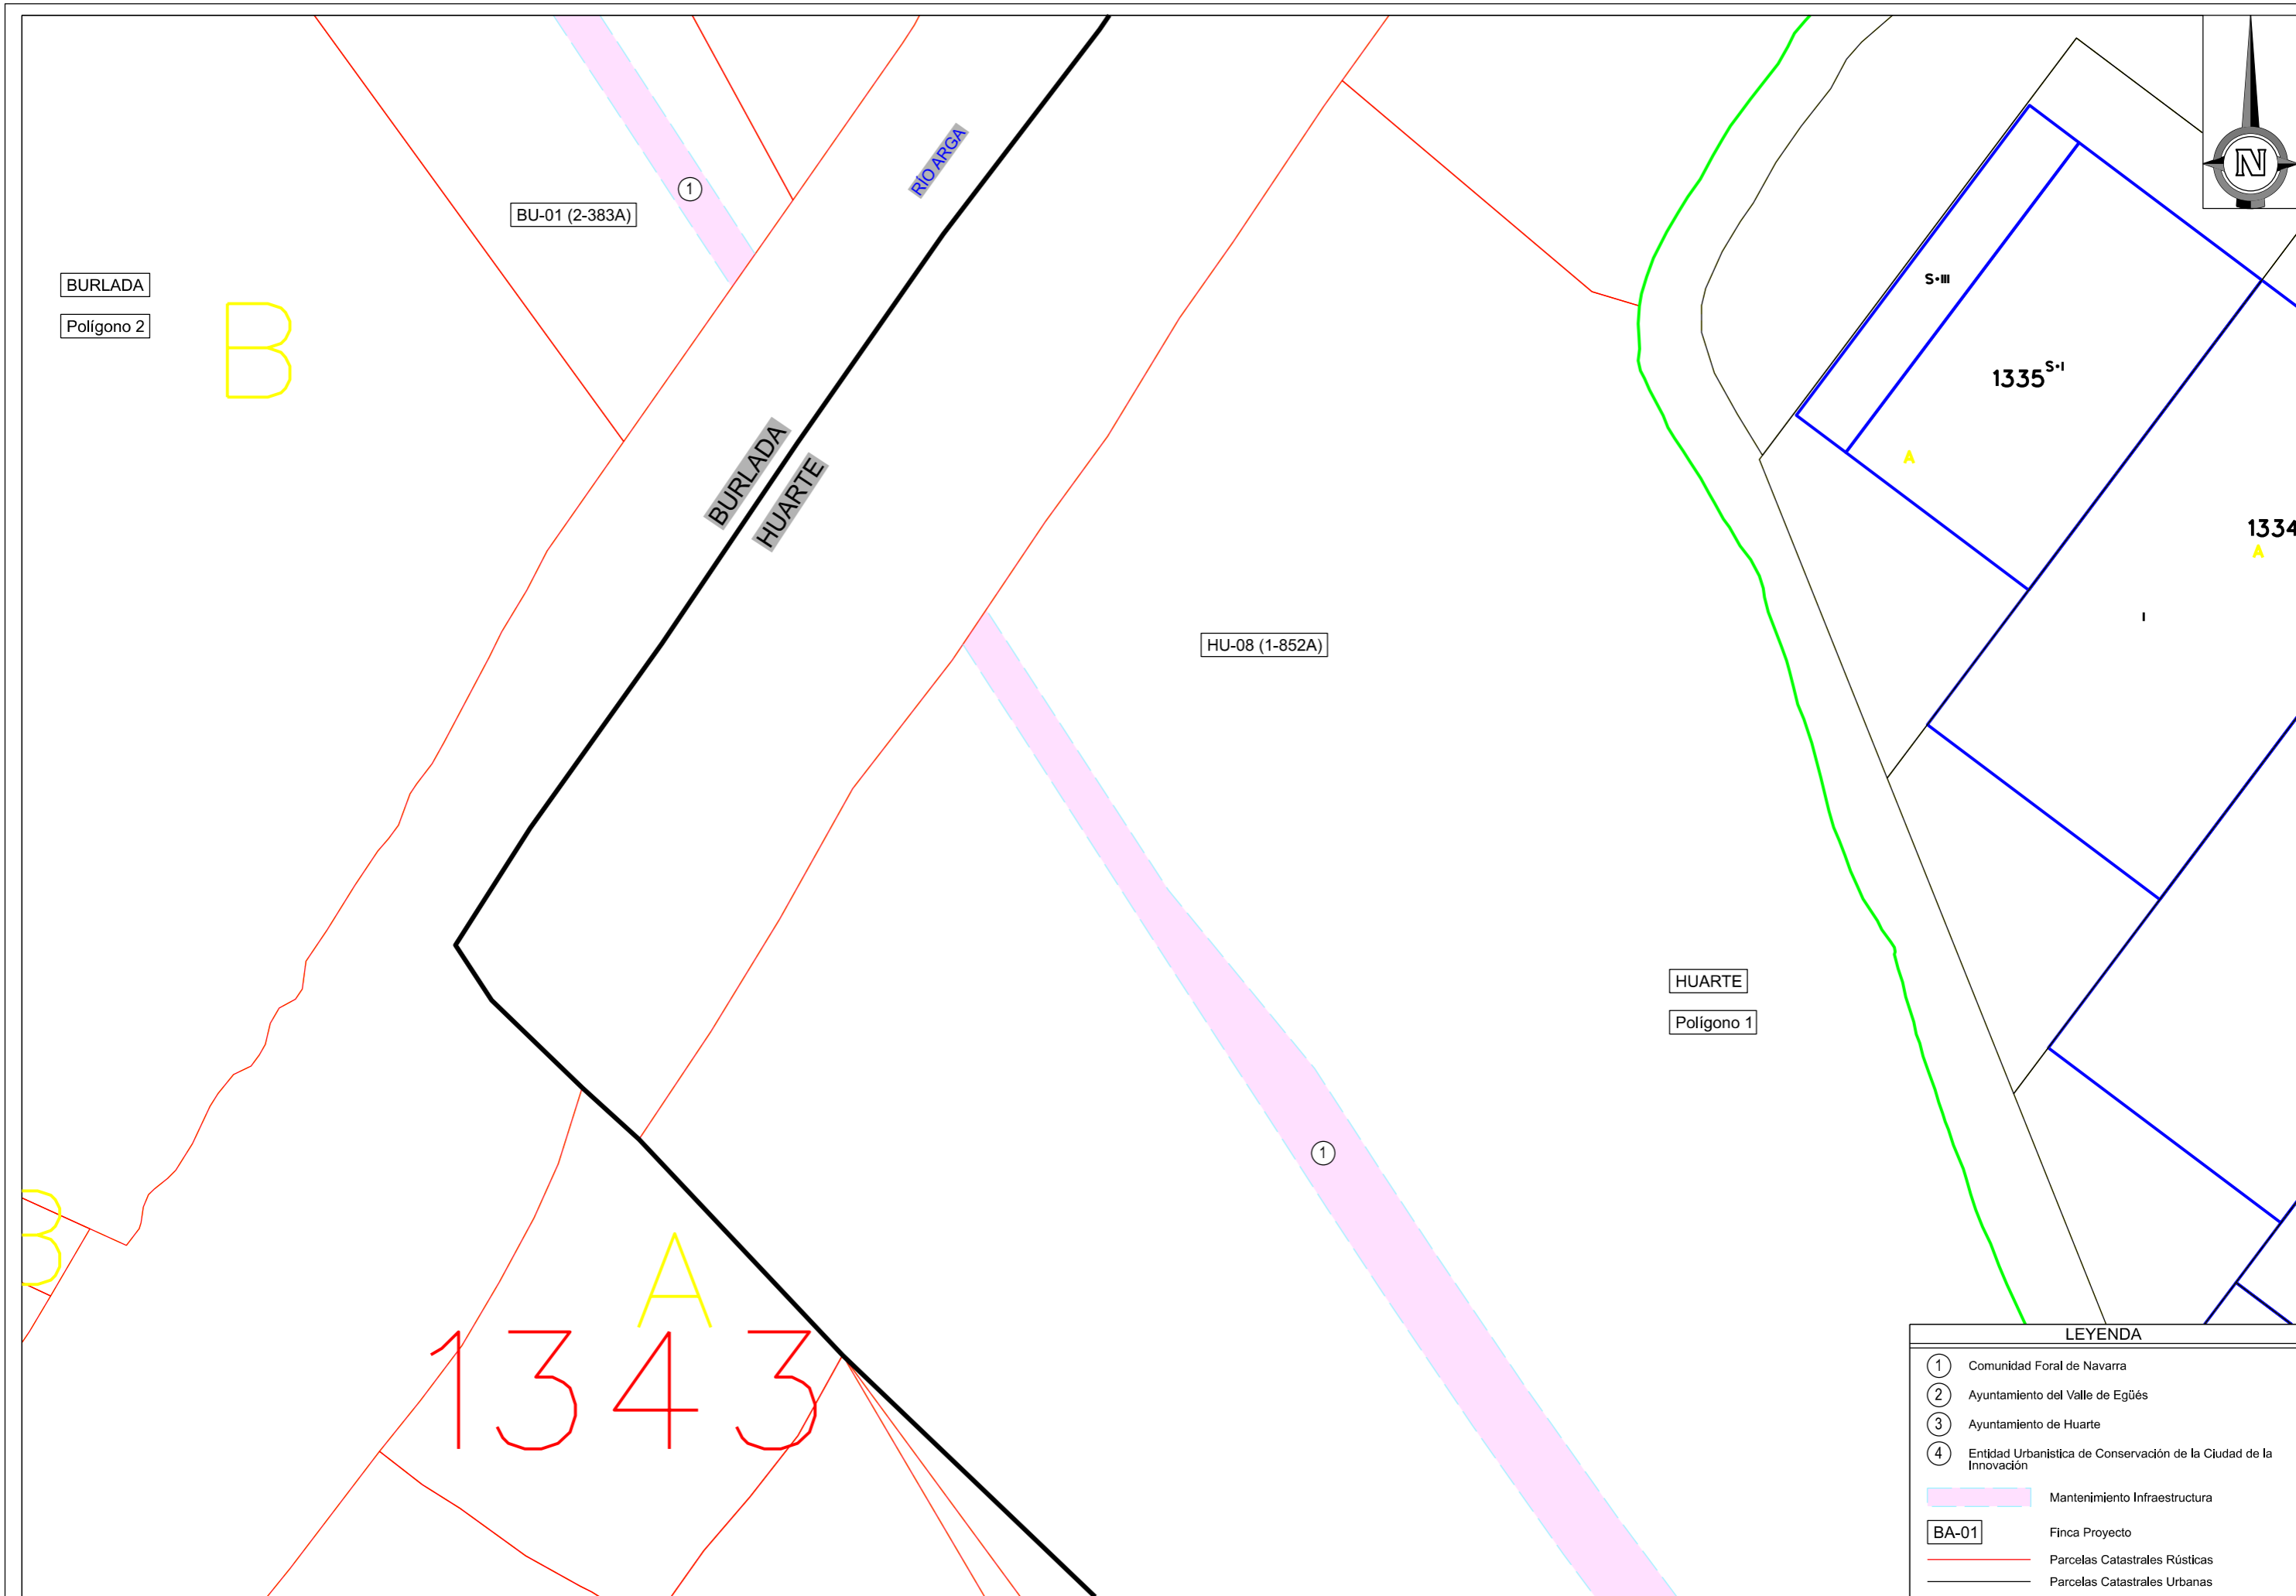 N
RÍO ARGA
1
BU-01 (2-383A)
BURLADA
Polígono 2
B
S•III
1335 S•I
A
BURLADA
HUARTE
1334
A
I
HU-08 (1-852A)
HUARTE
Polígono 1
1
B
A
1343
LEYENDA
1 Comunidad Foral de Navarra
2 Ayuntamiento del Valle de Egüés
3 Ayuntamiento de Huarte
4 Entidad Urbanistica de Conservación de la Ciudad de la
Innovación
Mantenimiento Infraestructura
BA-01 Finca Proyecto
Parcelas Catastrales Rústicas
Parcelas Catastrales Urbanas